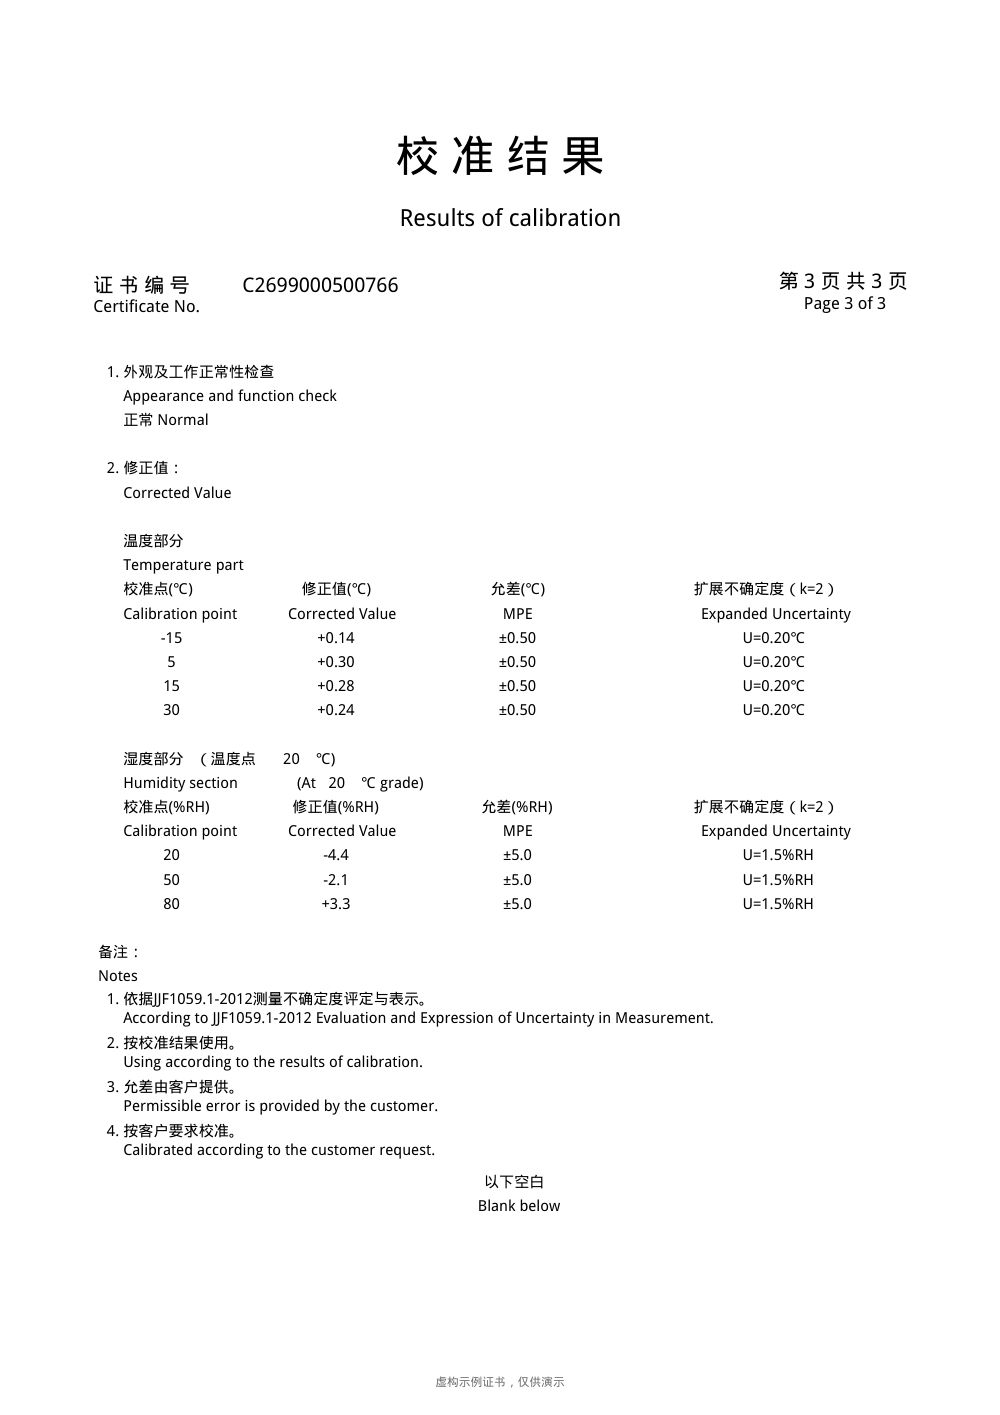 校准结果
Results of calibration
证书编号 C2699000500766 第 3 页 共 3 页
Certificate No. Page 3 of 3
1. 外观及工作正常性检查
Appearance and function check
正常 Normal
2. 修正值：
Corrected Value
温度部分
Temperature part
校准点(℃) 修正值(℃) 允差(℃) 扩展不确定度（k=2）
Calibration point Corrected Value MPE Expanded Uncertainty
-15 +0.14 ±0.50 U=0.20℃
5 +0.30 ±0.50 U=0.20℃
15 +0.28 ±0.50 U=0.20℃
30 +0.24 ±0.50 U=0.20℃
湿度部分 （温度点 20 ℃)
Humidity section (At 20 ℃ grade)
校准点(%RH) 修正值(%RH) 允差(%RH) 扩展不确定度（k=2）
Calibration point Corrected Value MPE Expanded Uncertainty
20 -4.4 ±5.0 U=1.5%RH
50 -2.1 ±5.0 U=1.5%RH
80 +3.3 ±5.0 U=1.5%RH
备注：
Notes
1. 依据JJF1059.1-2012测量不确定度评定与表示。
According to JJF1059.1-2012 Evaluation and Expression of Uncertainty in Measurement.
2. 按校准结果使用。
Using according to the results of calibration.
3. 允差由客户提供。
Permissible error is provided by the customer.
4. 按客户要求校准。
Calibrated according to the customer request.
以下空白
Blank below
虚构示例证书，仅供演示